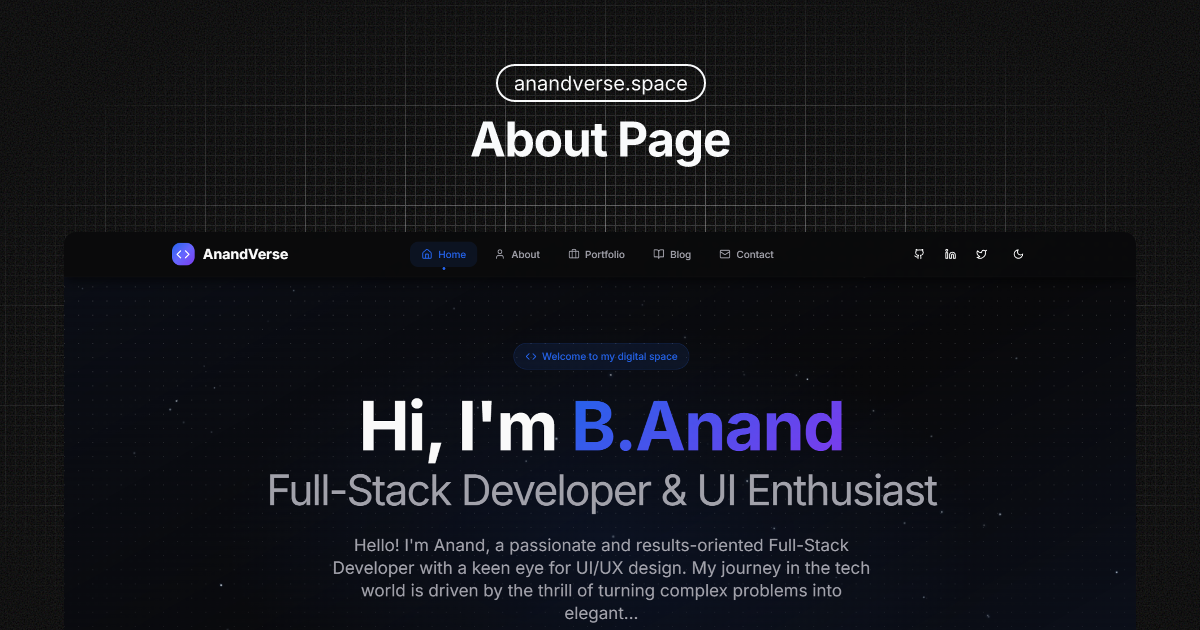 anandverse.space
About Page
AnandVerse
Home
About
Portfolio
Blog
Contact
Welcome to my digital space
Hi, I'm B.Anand
Full-Stack Developer & UI Enthusiast
Hello! I'm Anand, a passionate and results-oriented Full-Stack
Developer with a keen eye for UI/UX design. My journey in the tech
world is driven by the thrill of turning complex problems into
elegant...